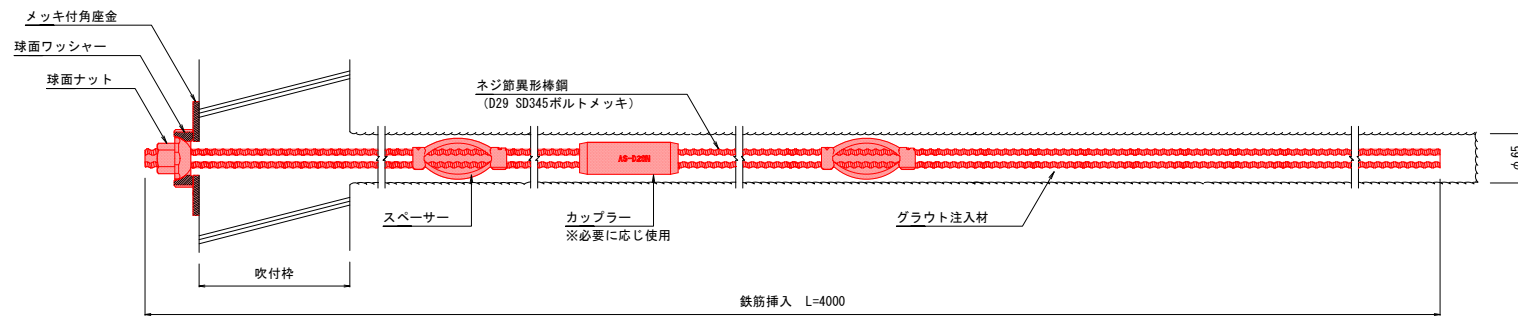 メッキ付角座金
球面ワッシャー
球面ナット
ネジ節異形棒鋼
（D29 SD345ボルトメッキ）
AS-D29N
φ65
スペーサー
カップラー
※必要に応じ使用
グラウト注入材
吹付枠
鉄筋挿入 L=4000